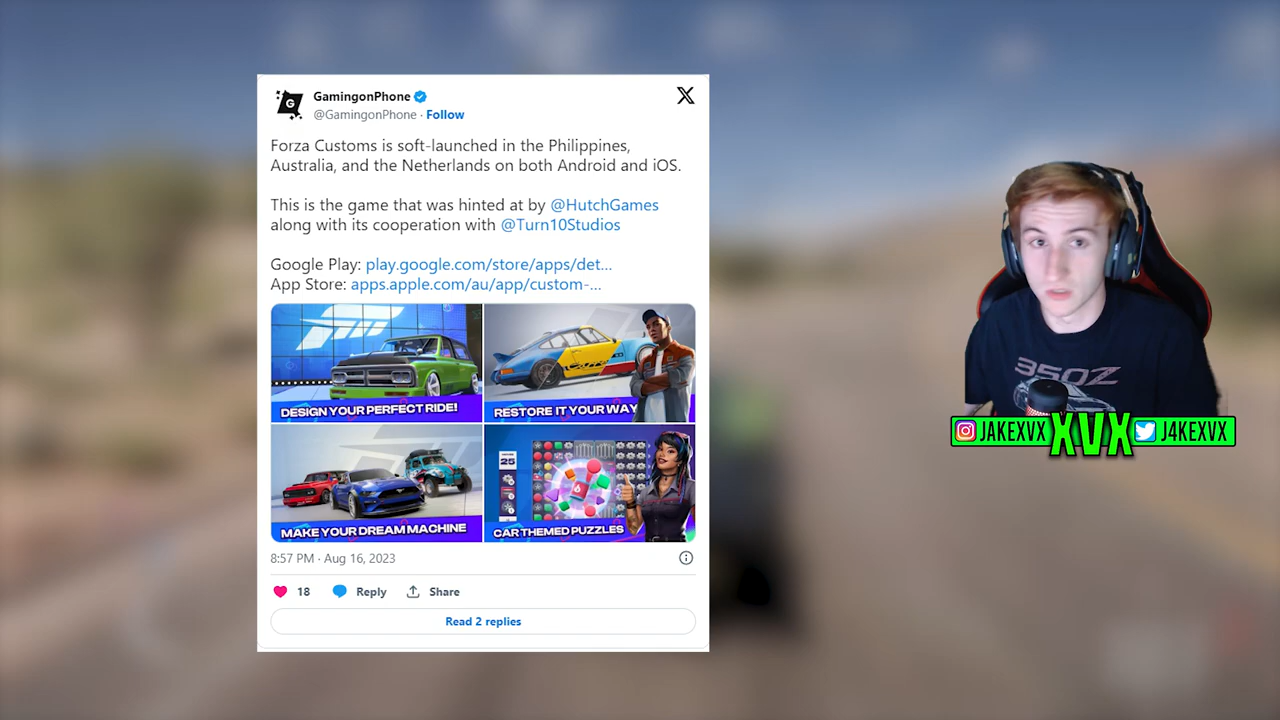 GamingonPhone
@GamingonPhone · Follow
X
Forza Customs is soft-launched in the Philippines,
Australia, and the Netherlands on both Android and iOS.
This is the game that was hinted at by @HutchGames
along with its cooperation with @Turn10Studios
Google Play: play.google.com/store/apps/det...
App Store: apps.apple.com/au/app/custom-...
DESIGN YOUR PERFECT RIDE!
RESTORE IT YOUR WAY
MAKE YOUR DREAM MACHINE
25
CAR THEMED PUZZLES
8:57 PM · Aug 16, 2023
18 Reply Share
Read 2 replies
350Z
JAKEXVX XVX J4KEXVX